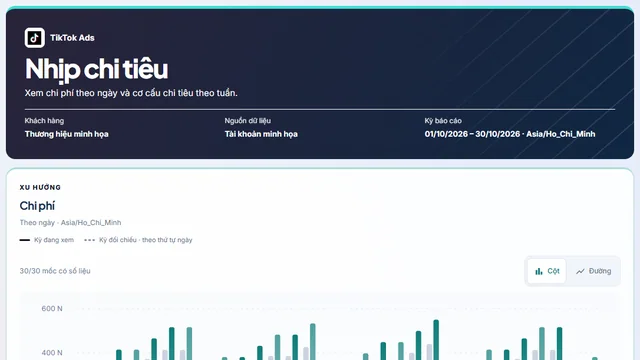 TikTok Ads
Nhịp chi tiêu
Xem chi phí theo ngày và cơ cấu chi tiêu theo tuần.
Khách hàng
Thương hiệu minh họa
Nguồn dữ liệu
Tài khoản minh họa
Kỳ báo cáo
01/10/2026 – 30/10/2026 · Asia/Ho_Chi_Minh
XU HƯỚNG
Chi phí
Theo ngày · Asia/Ho_Chi_Minh
Kỳ đang xem
Kỳ đối chiếu · theo thứ tự ngày
30/30 mốc có số liệu
Cột
Đường
600 N
400 N